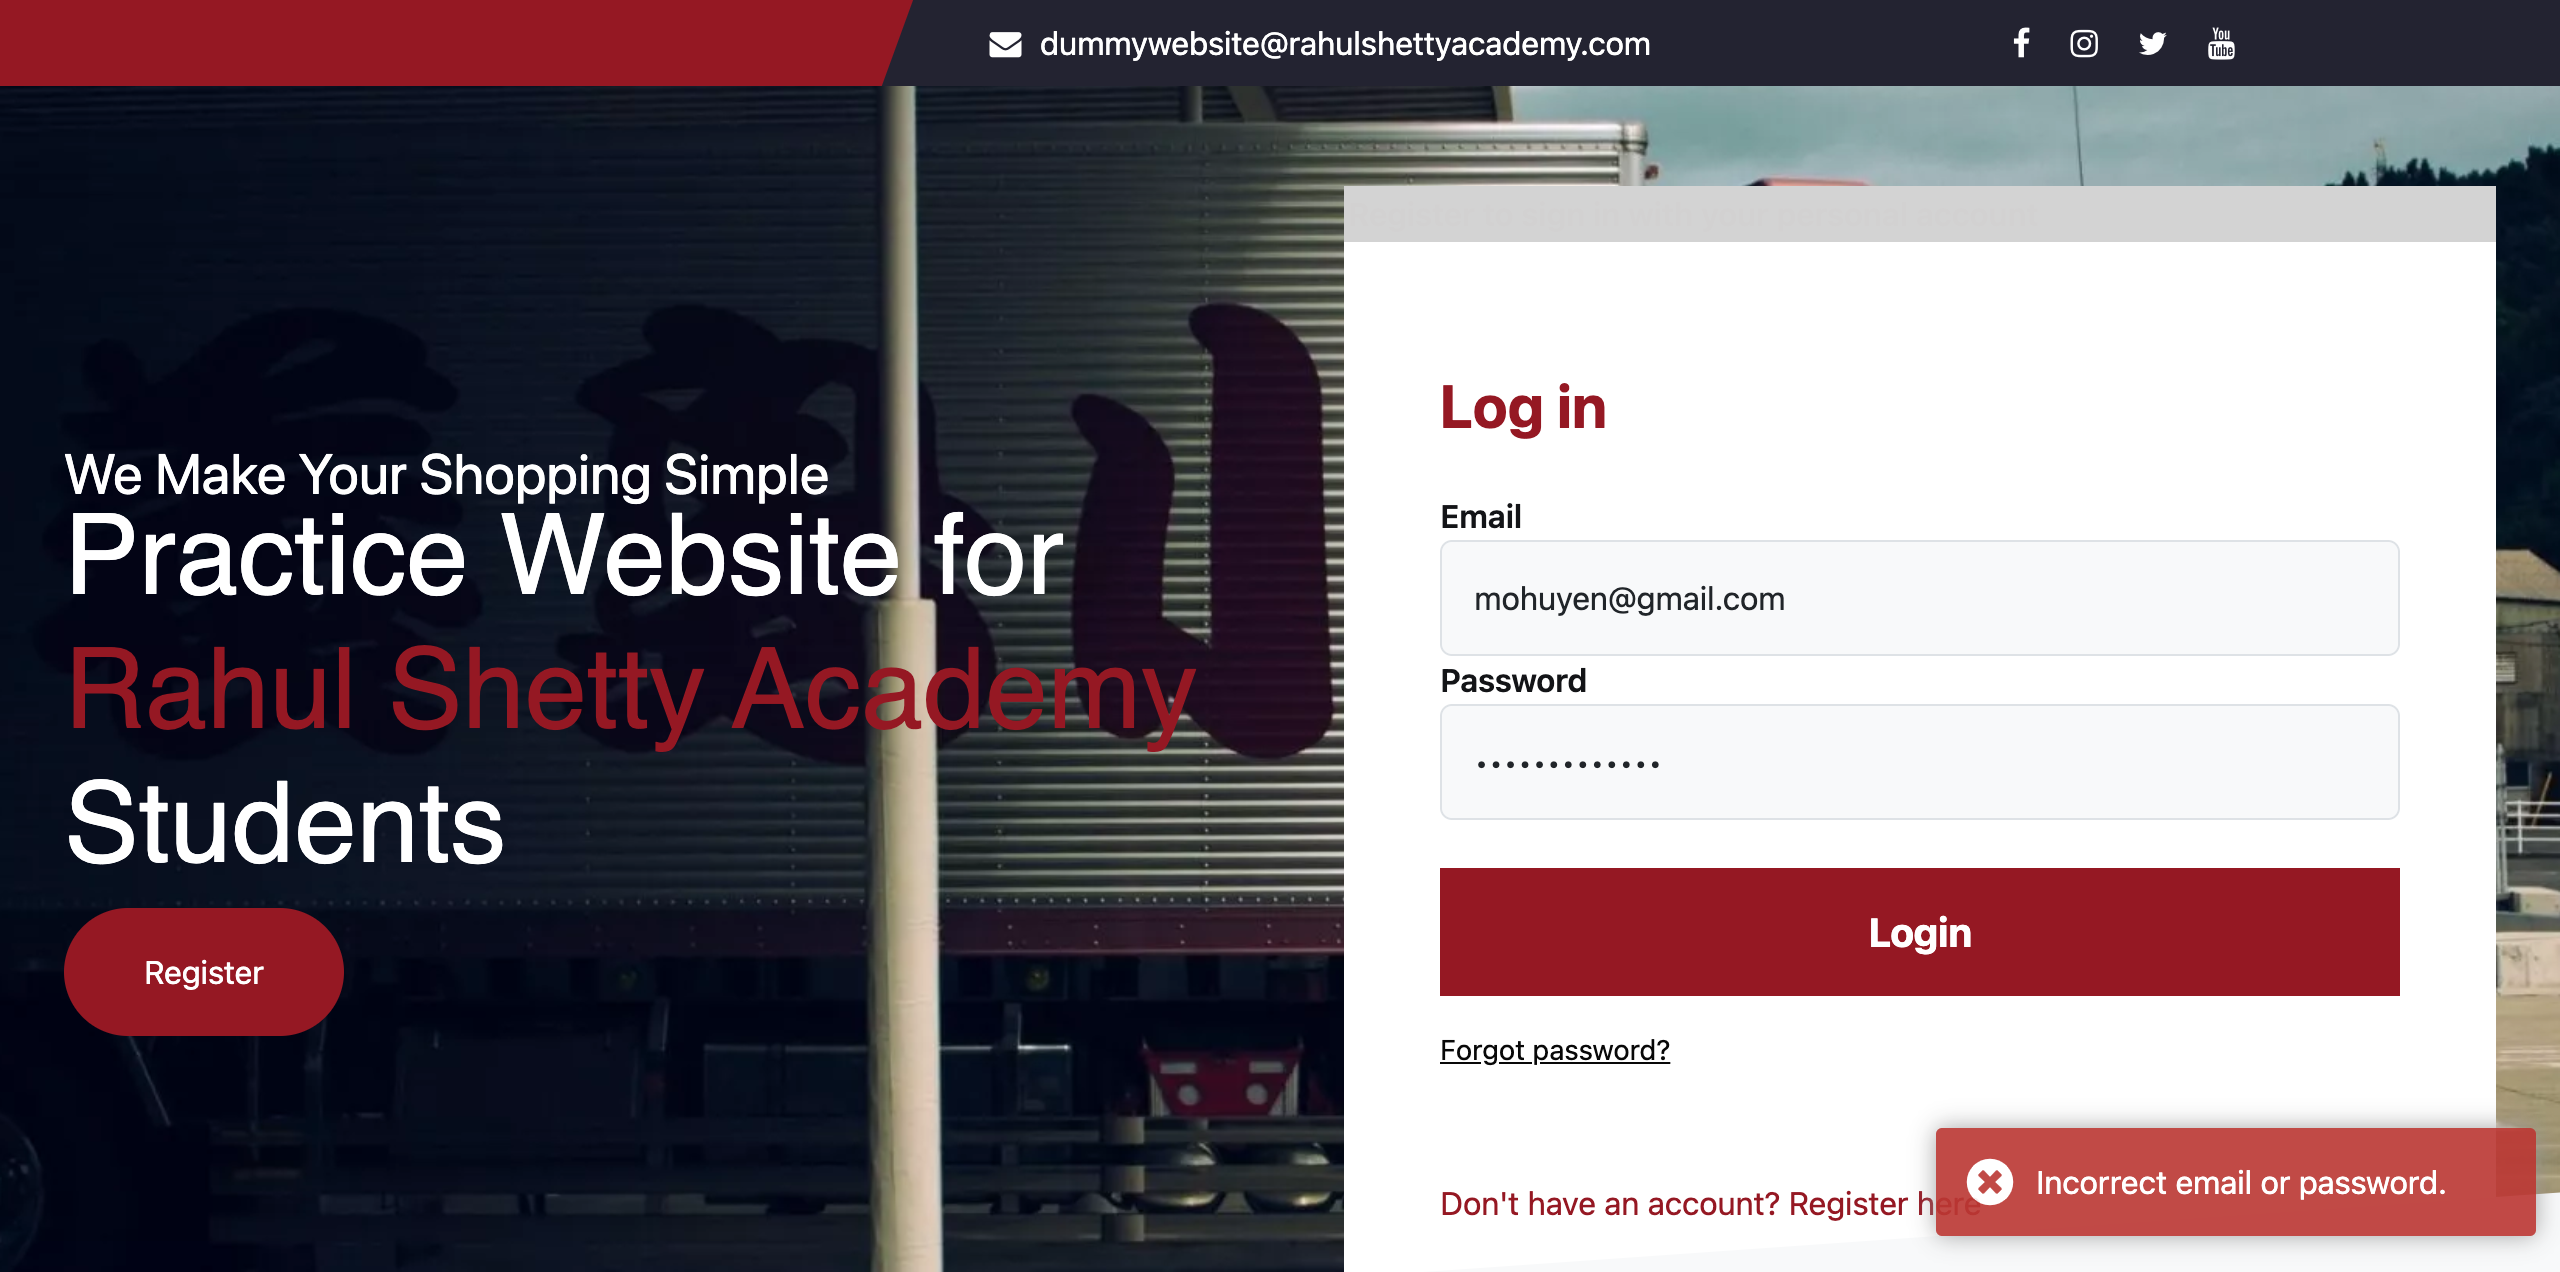 dummywebsite@rahulshettyacademy.com
You
Tube
Register to sign in with your personal account
We Make Your Shopping Simple
Practice Website for
Rahul Shetty Academy
Students
Register
Log in
Email
mohuyen@gmail.com
Password
Login
Forgot password?
Don't have an account? Register here
Incorrect email or password.